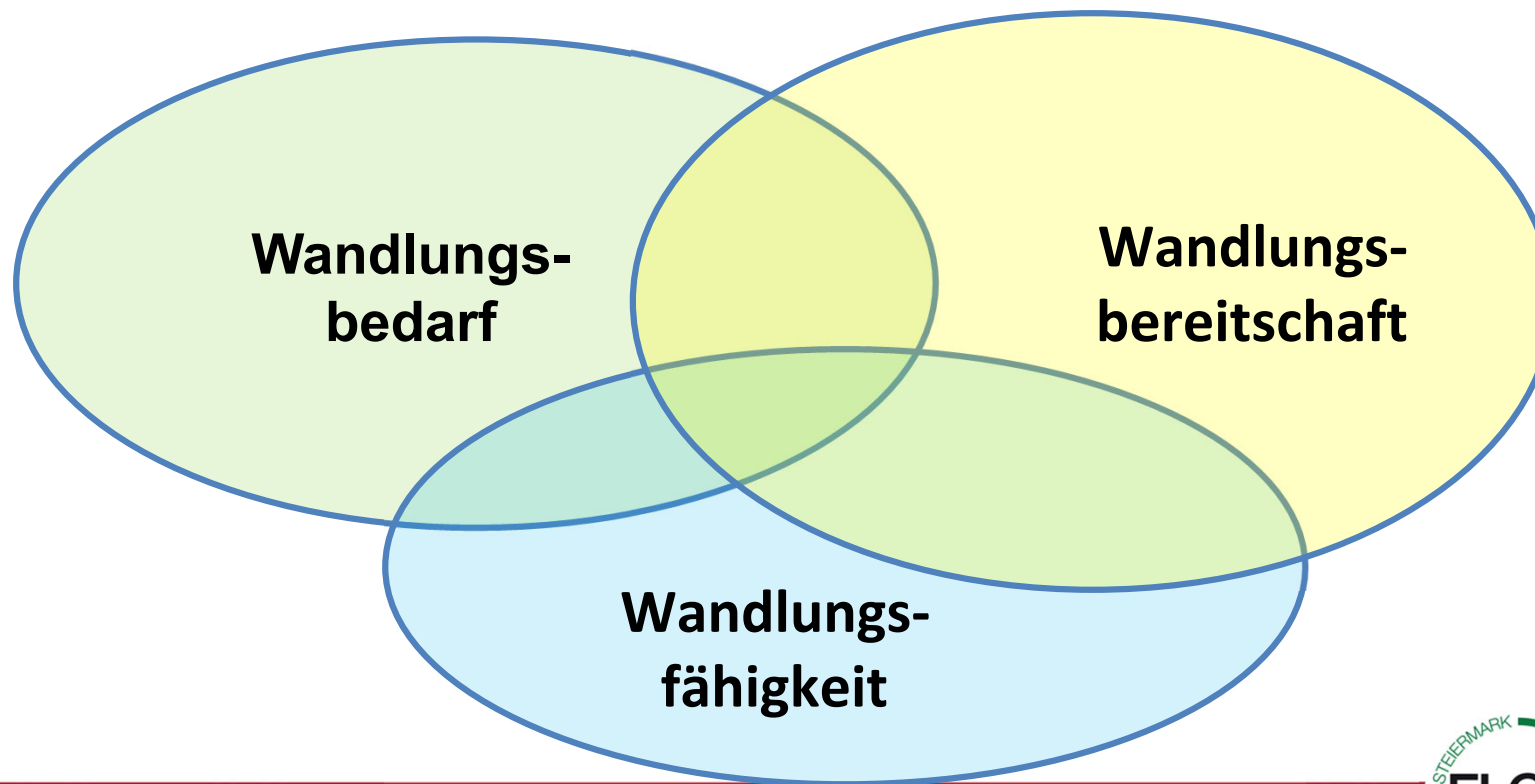 Wandlungs-
bedarf
Wandlungs-
bereitschaft
Wandlungs-
fähigkeit
STEIERMARK